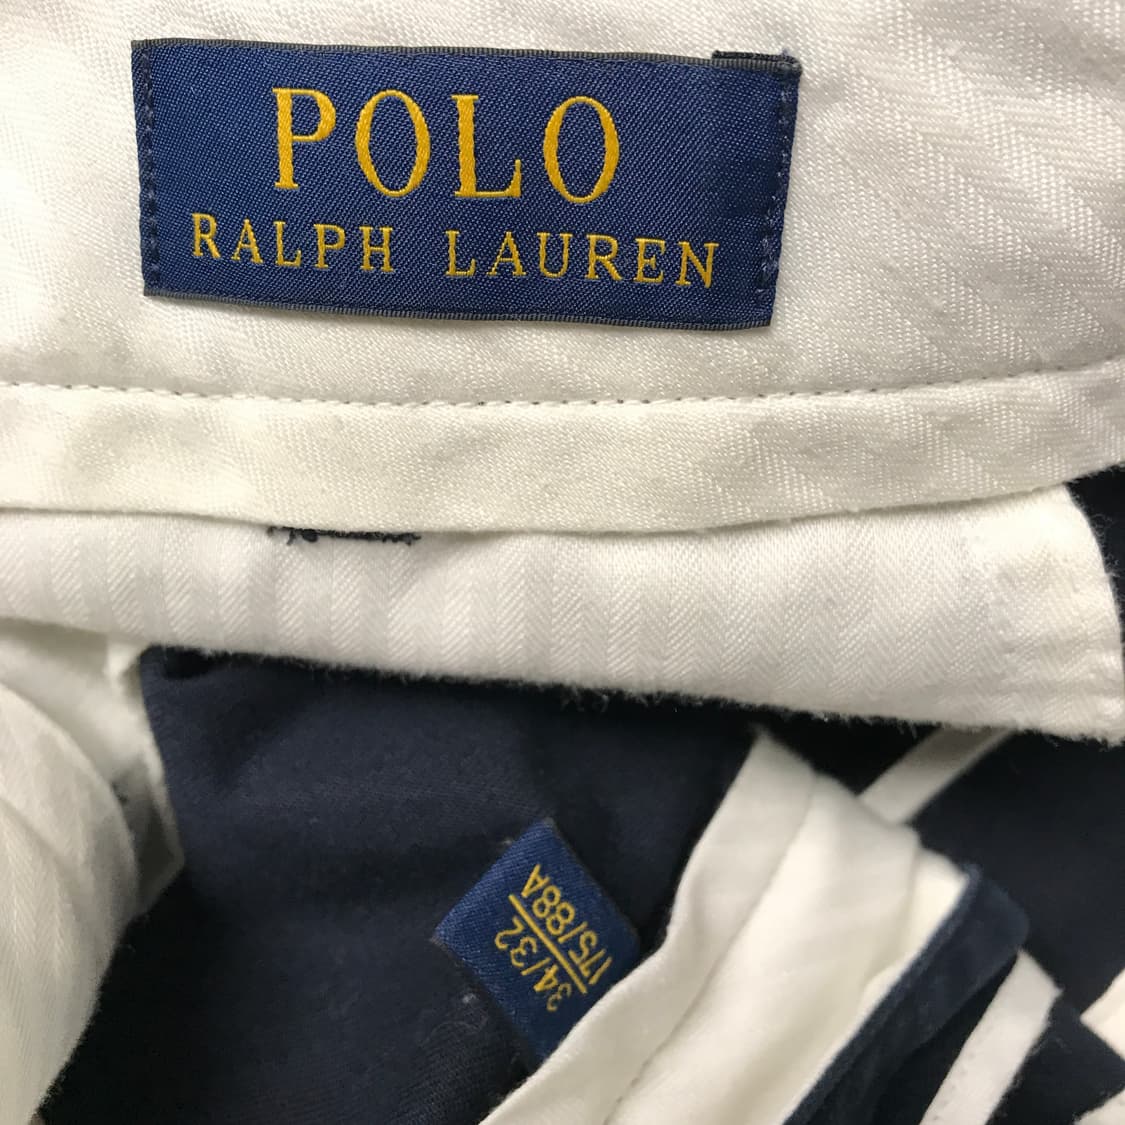 POLO
RALPH LAUREN
34/32
175/88A